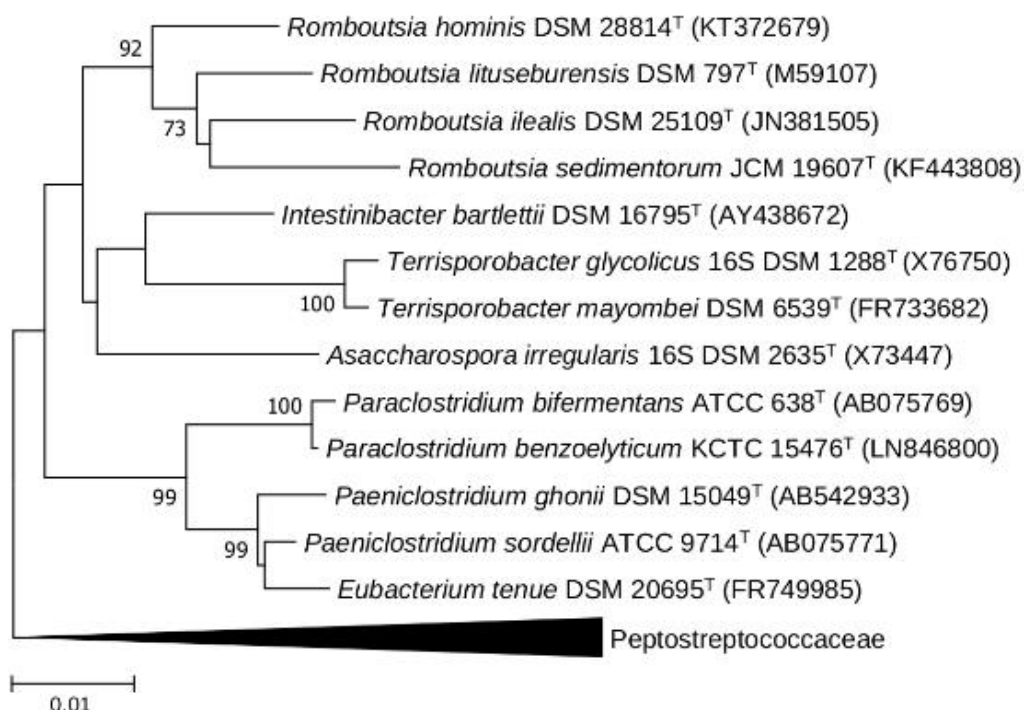 Romboutsia hominis DSM 28814ᵀ (KT372679)
92
Romboutsia lituseburensis DSM 797ᵀ (M59107)
Romboutsia ilealis DSM 25109ᵀ (JN381505)
73
Romboutsia sedimentorum JCM 19607ᵀ (KF443808)
Intestinibacter bartlettii DSM 16795ᵀ (AY438672)
Terrisporobacter glycolicus 16S DSM 1288ᵀ (X76750)
100
Terrisporobacter mayombei DSM 6539ᵀ (FR733682)
Asaccharospora irregularis 16S DSM 2635ᵀ (X73447)
100
Paraclostridium bifermentans ATCC 638ᵀ (AB075769)
Paraclostridium benzoelyticum KCTC 15476ᵀ (LN846800)
99
Paeniclostridium ghonii DSM 15049ᵀ (AB542933)
99
Paeniclostridium sordellii ATCC 9714ᵀ (AB075771)
Eubacterium tenue DSM 20695ᵀ (FR749985)
Peptostreptococcaceae
0.01